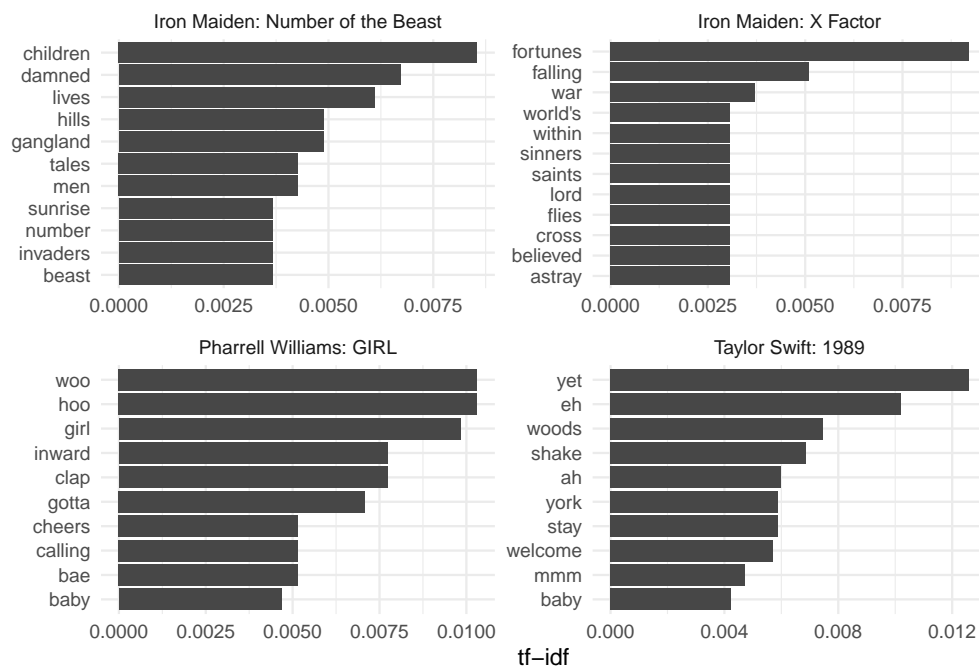 Iron Maiden: Number of the Beast
children
damned
lives
hills
gangland
tales
men
sunrise
number
invaders
beast
0.0000 0.0025 0.0050 0.0075
Iron Maiden: X Factor
fortunes
falling
war
world's
within
sinners
saints
lord
flies
cross
believed
astray
0.0000 0.0025 0.0050 0.0075
Pharrell Williams: GIRL
woo
hoo
girl
inward
clap
gotta
cheers
calling
bae
baby
0.0000 0.0025 0.0050 0.0075 0.0100
Taylor Swift: 1989
yet
eh
woods
shake
ah
york
stay
welcome
mmm
baby
0.000 0.004 0.008 0.012
tf−idf